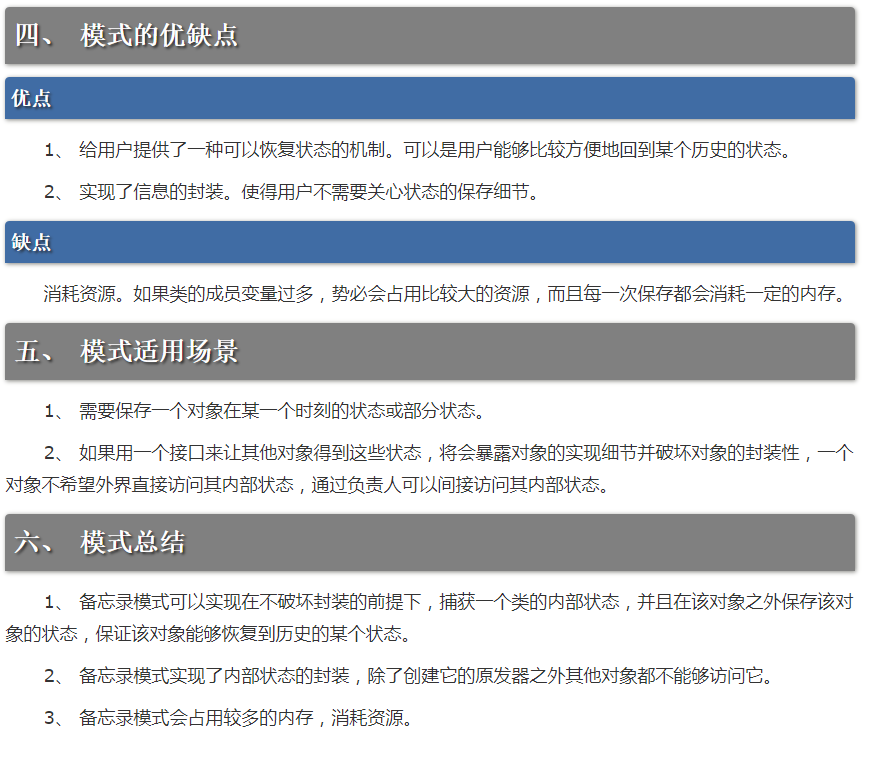 四、 模式的优缺点
优点
1、 给用户提供了一种可以恢复状态的机制。可以是用户能够比较方便地回到某个历史的状态。
2、 实现了信息的封装。使得用户不需要关心状态的保存细节。
缺点
消耗资源。如果类的成员变量过多，势必会占用比较大的资源，而且每一次保存都会消耗一定的内存。
五、 模式适用场景
1、 需要保存一个对象在某一个时刻的状态或部分状态。
2、 如果用一个接口来让其他对象得到这些状态，将会暴露对象的实现细节并破坏对象的封装性，一个
对象不希望外界直接访问其内部状态，通过负责人可以间接访问其内部状态。
六、 模式总结
1、 备忘录模式可以实现在不破坏封装的前提下，捕获一个类的内部状态，并且在该对象之外保存该对
象的状态，保证该对象能够恢复到历史的某个状态。
2、 备忘录模式实现了内部状态的封装，除了创建它的原发器之外其他对象都不能够访问它。
3、 备忘录模式会占用较多的内存，消耗资源。